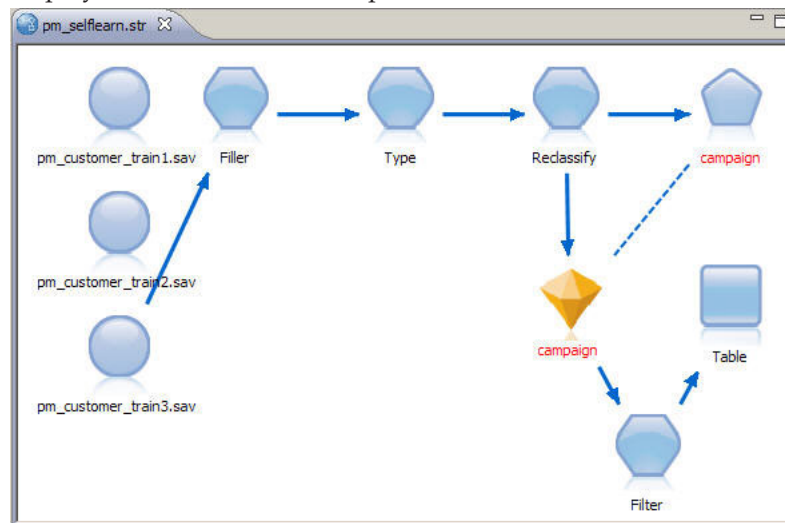 pm_selflearn.str
pm_customer_train1.sav
Filler
Type
Reclassify
campaign
pm_customer_train2.sav
campaign
Table
pm_customer_train3.sav
Filter